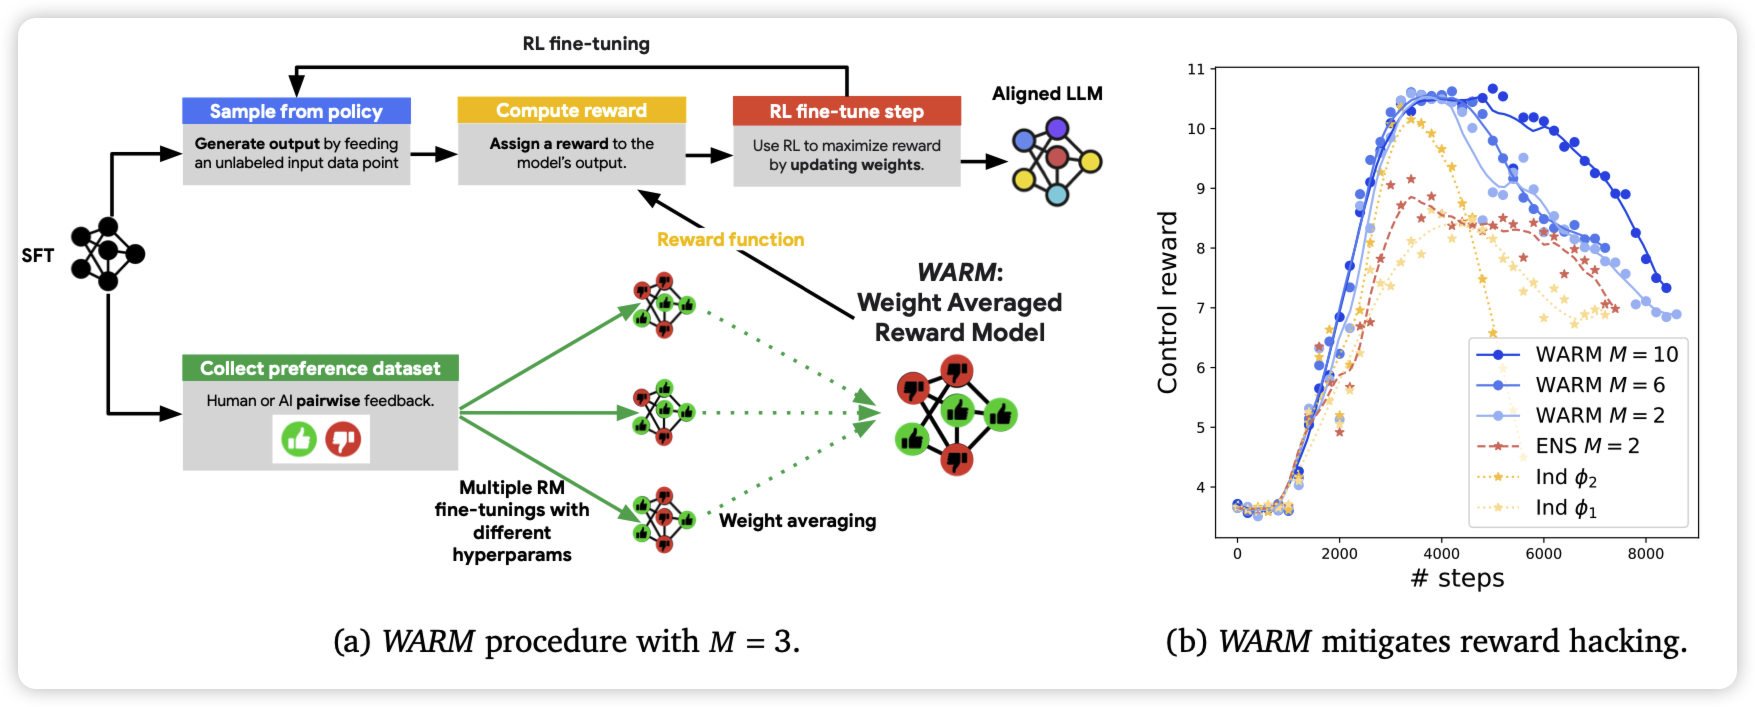 RL fine-tuning
Sample from policy
Generate output by feeding
an unlabeled input data point
Compute reward
Assign a reward to the
model's output.
RL fine-tune step
Use RL to maximize reward
by updating weights.
Aligned LLM
SFT
Reward function
WARM:
Weight Averaged
Reward Model
Collect preference dataset
Human or AI pairwise feedback.
Multiple RM
fine-tunings with
different
hyperparams
Weight averaging
(a) WARM procedure with M = 3.
Control reward
11
10
9
8
7
6
5
4
0
2000
4000
6000
8000
# steps
WARM M = 10
WARM M = 6
WARM M = 2
ENS M = 2
Ind ϕ₂
Ind ϕ₁
(b) WARM mitigates reward hacking.